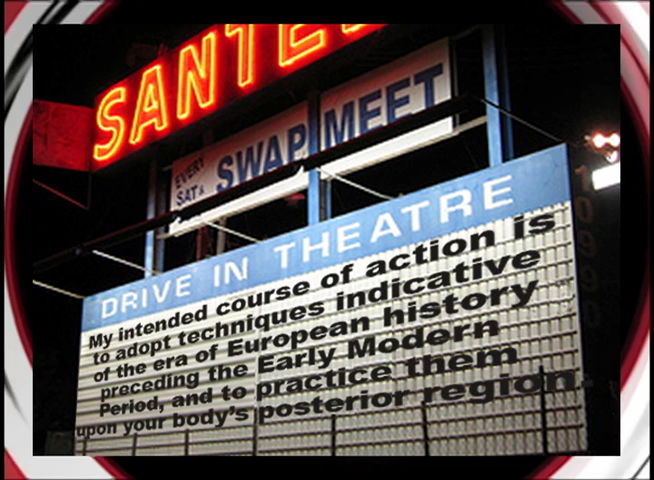 SANTE
EVERY
SAT &
SWAP MEET
DRIVE IN THEATRE
My intended course of action is
to adopt techniques indicative
of the era of European history
preceding the Early Modern
Period, and to practice them
upon your body's posterior region.